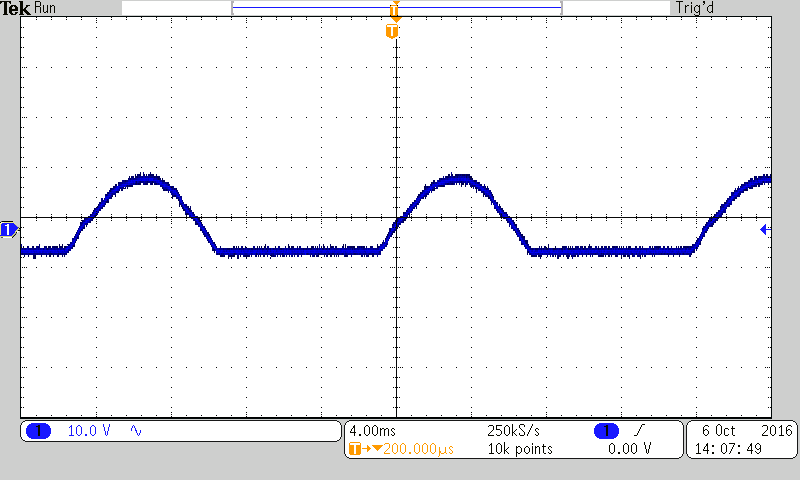 Tek Run Trig'd
T
T
1
1 10.0 V 4.00ms 250kS/s 1 6 Oct 2016
T→▼200.000μs 10k points 0.00 V 14:07:49